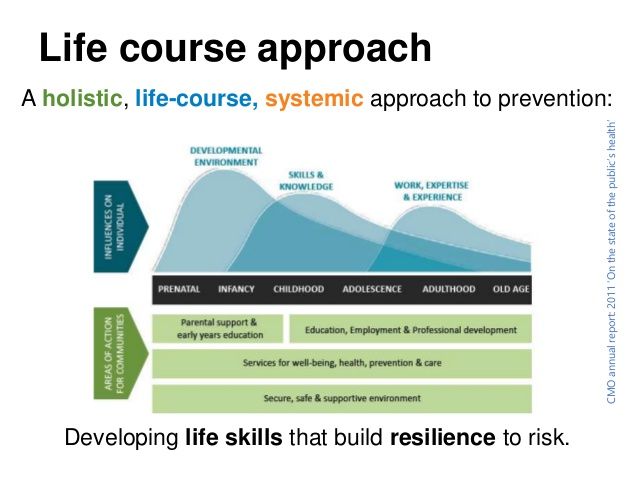 Life course approach
A holistic, life-course, systemic approach to prevention:
DEVELOPMENTAL
ENVIRONMENT
SKILLS &
KNOWLEDGE
WORK, EXPERTISE
& EXPERIENCE
INFLUENCES ON
INDIVIDUAL
PRENATAL INFANCY CHILDHOOD ADOLESCENCE ADULTHOOD OLD AGE
AREAS OF ACTION
FOR COMMUNITIES
Parental support &
early years education
Education, Employment & Professional development
Services for well-being, health, prevention & care
Secure, safe & supportive environment
CMO annual report: 2011 'On the state of the public's health'
Developing life skills that build resilience to risk.